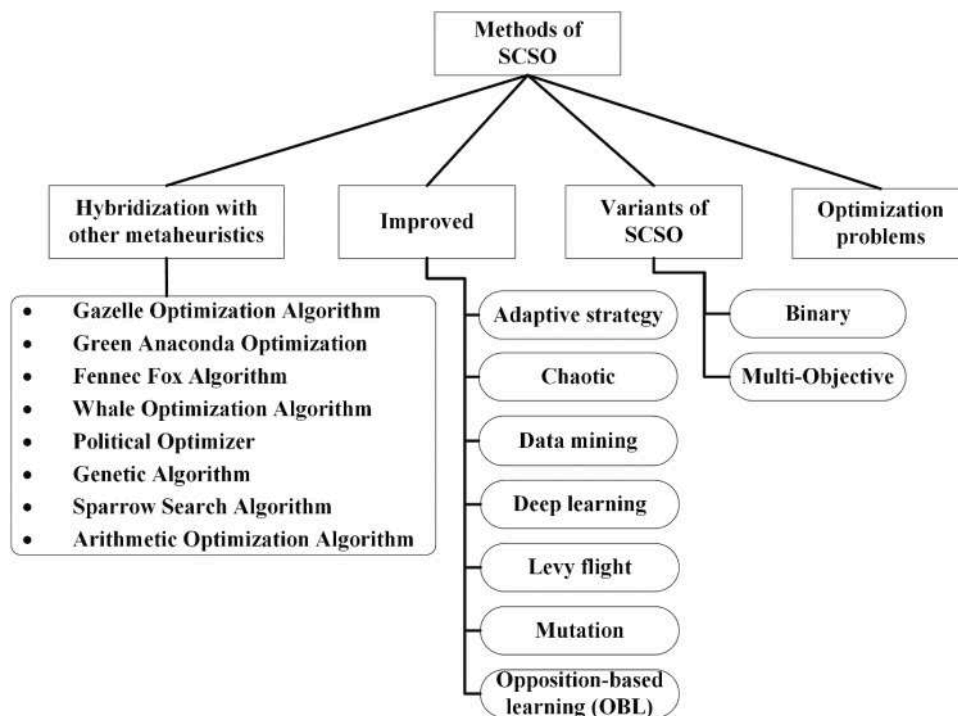 Methods of
SCSO
Hybridization with
other metaheuristics
Improved
Variants of
SCSO
Optimization
problems
• Gazelle Optimization Algorithm
• Green Anaconda Optimization
• Fennec Fox Algorithm
• Whale Optimization Algorithm
• Political Optimizer
• Genetic Algorithm
• Sparrow Search Algorithm
• Arithmetic Optimization Algorithm
Adaptive strategy
Chaotic
Data mining
Deep learning
Levy flight
Mutation
Opposition-based
learning (OBL)
Binary
Multi-Objective